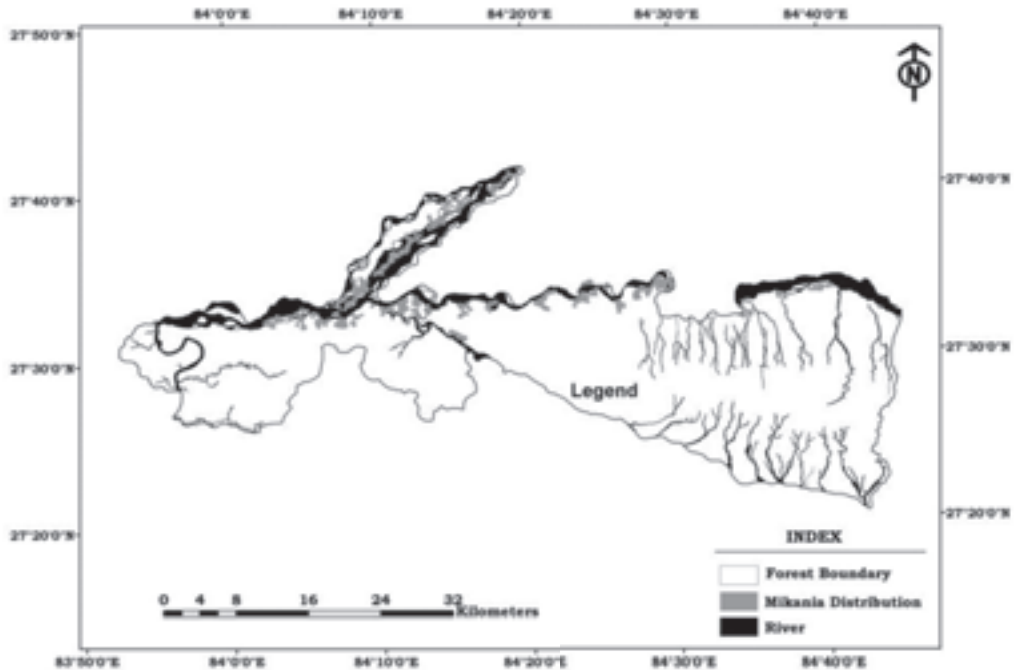 84°0'0"E 84°10'0"E 84°20'0"E 84°30'0"E 84°40'0"E
27°50'0"N
N
27°40'0"N
27°40'0"N
27°30'0"N
27°30'0"N
Legend
27°20'0"N
27°20'0"N
INDEX
Forest Boundary
Mikania Distribution
River
0 4 8 16 24 32
Kilometers
83°50'0"E 84°0'0"E 84°10'0"E 84°20'0"E 84°30'0"E 84°40'0"E